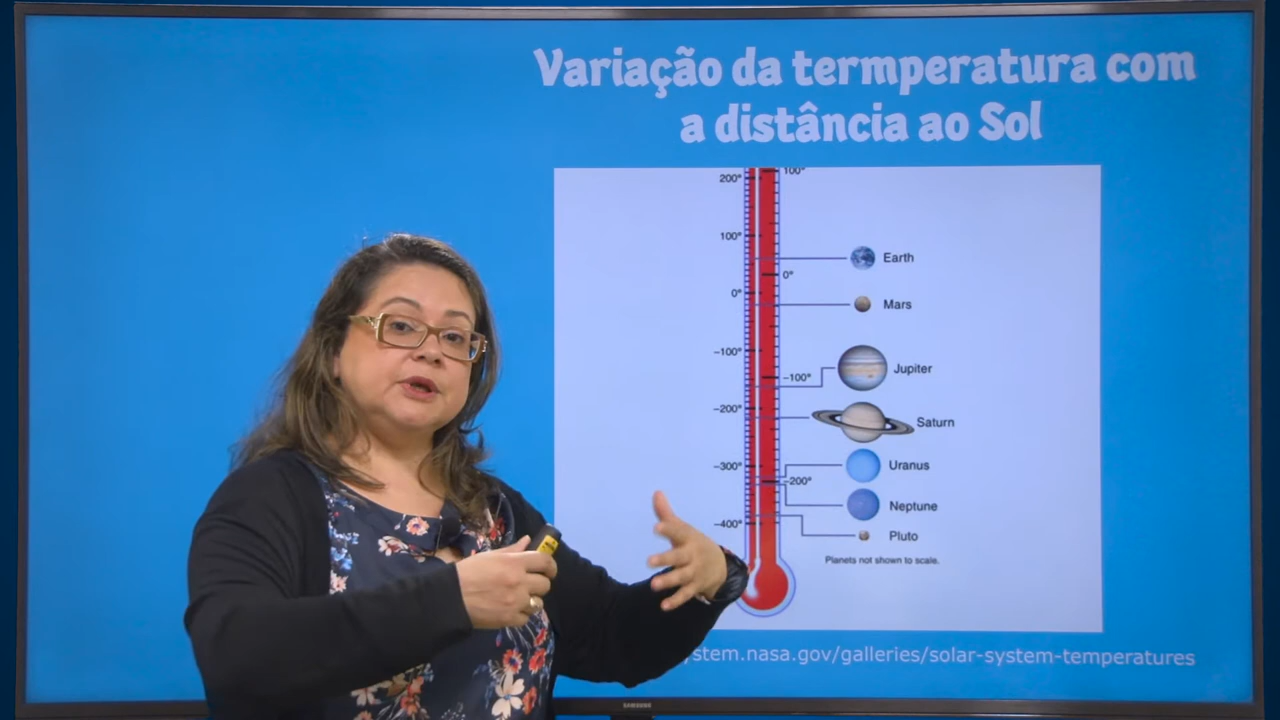 Variação da termperatura com
a distância ao Sol
200°
100°
100°
Earth
0°
0°
Mars
-100°
Jupiter
-100°
-200°
Saturn
-300°
Uranus
-200°
Neptune
-400°
Pluto
Planets not shown to scale.
stem.nasa.gov/galleries/solar-system-temperatures
SAMSUNG